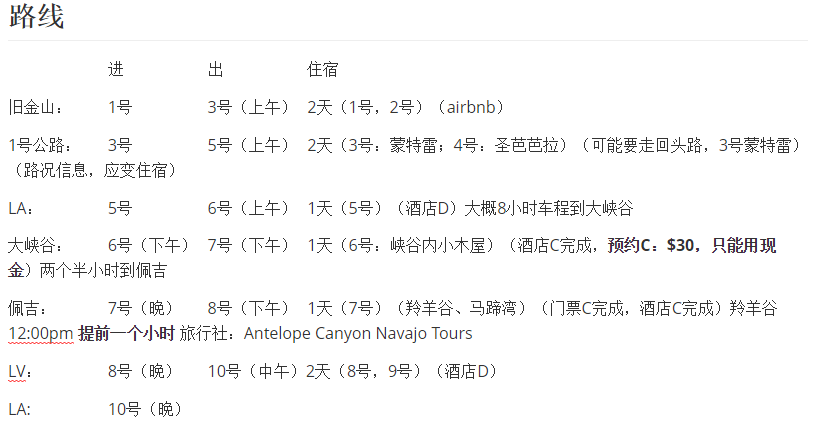 路线
进 出 住宿
旧金山： 1号 3号（上午） 2天（1号，2号）（airbnb）
1号公路： 3号 5号（上午） 2天（3号：蒙特雷；4号：圣芭芭拉）（可能要走回头路，3号蒙特雷）
（路况信息，应变住宿）
LA： 5号 6号（上午） 1天（5号）（酒店D）大概8小时车程到大峡谷
大峡谷： 6号（下午） 7号（下午） 1天（6号：峡谷内小木屋）（酒店C完成，预约C：$30，只能用现
金）两个半小时到佩吉
佩吉： 7号（晚） 8号（下午） 1天（7号）（羚羊谷、马蹄湾）（门票C完成，酒店C完成）羚羊谷
12:00pm 提前一个小时 旅行社：Antelope Canyon Navajo Tours
LV： 8号（晚） 10号（中午）2天（8号，9号）（酒店D）
LA: 10号（晚）